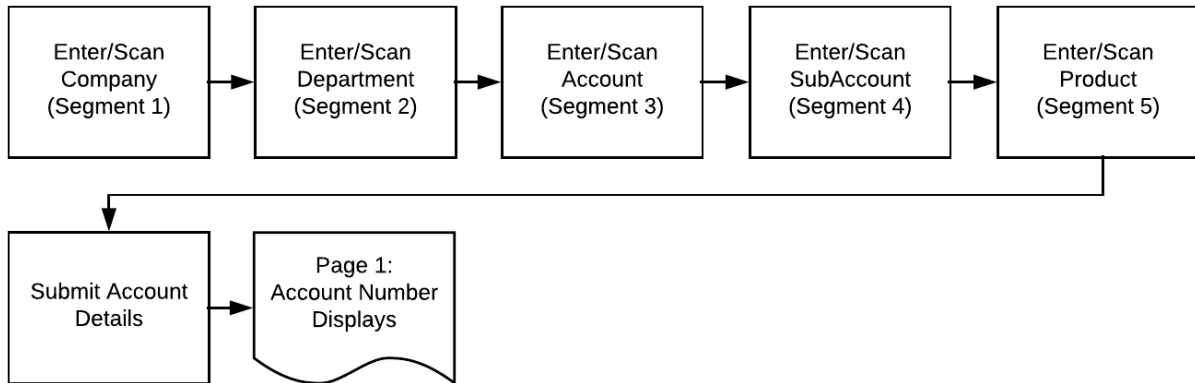 Enter/Scan
Company
(Segment 1)
Enter/Scan
Department
(Segment 2)
Enter/Scan
Account
(Segment 3)
Enter/Scan
SubAccount
(Segment 4)
Enter/Scan
Product
(Segment 5)
Submit Account
Details
Page 1:
Account Number
Displays